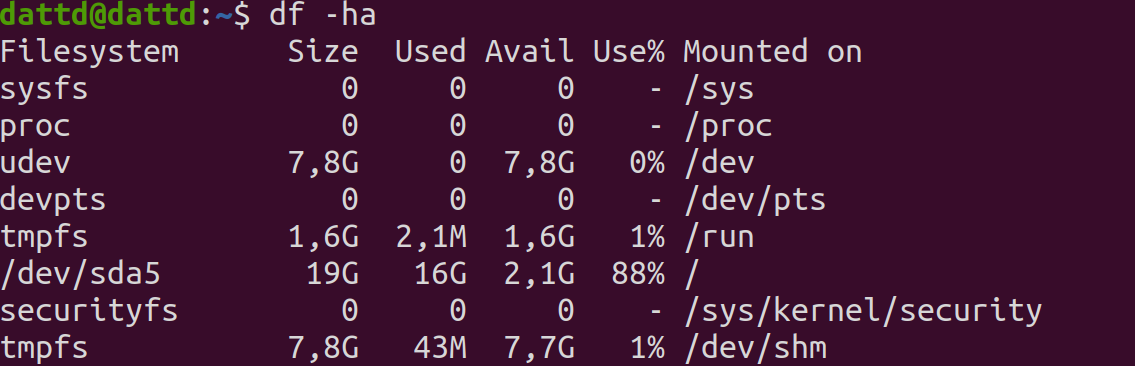 dattd@dattd:~$ df -ha
Filesystem      Size  Used Avail Use% Mounted on
sysfs              0     0     0    - /sys
proc               0     0     0    - /proc
udev            7,8G     0  7,8G   0% /dev
devpts             0     0     0    - /dev/pts
tmpfs           1,6G  2,1M  1,6G   1% /run
/dev/sda5        19G   16G  2,1G  88% /
securityfs         0     0     0    - /sys/kernel/security
tmpfs           7,8G   43M  7,7G   1% /dev/shm